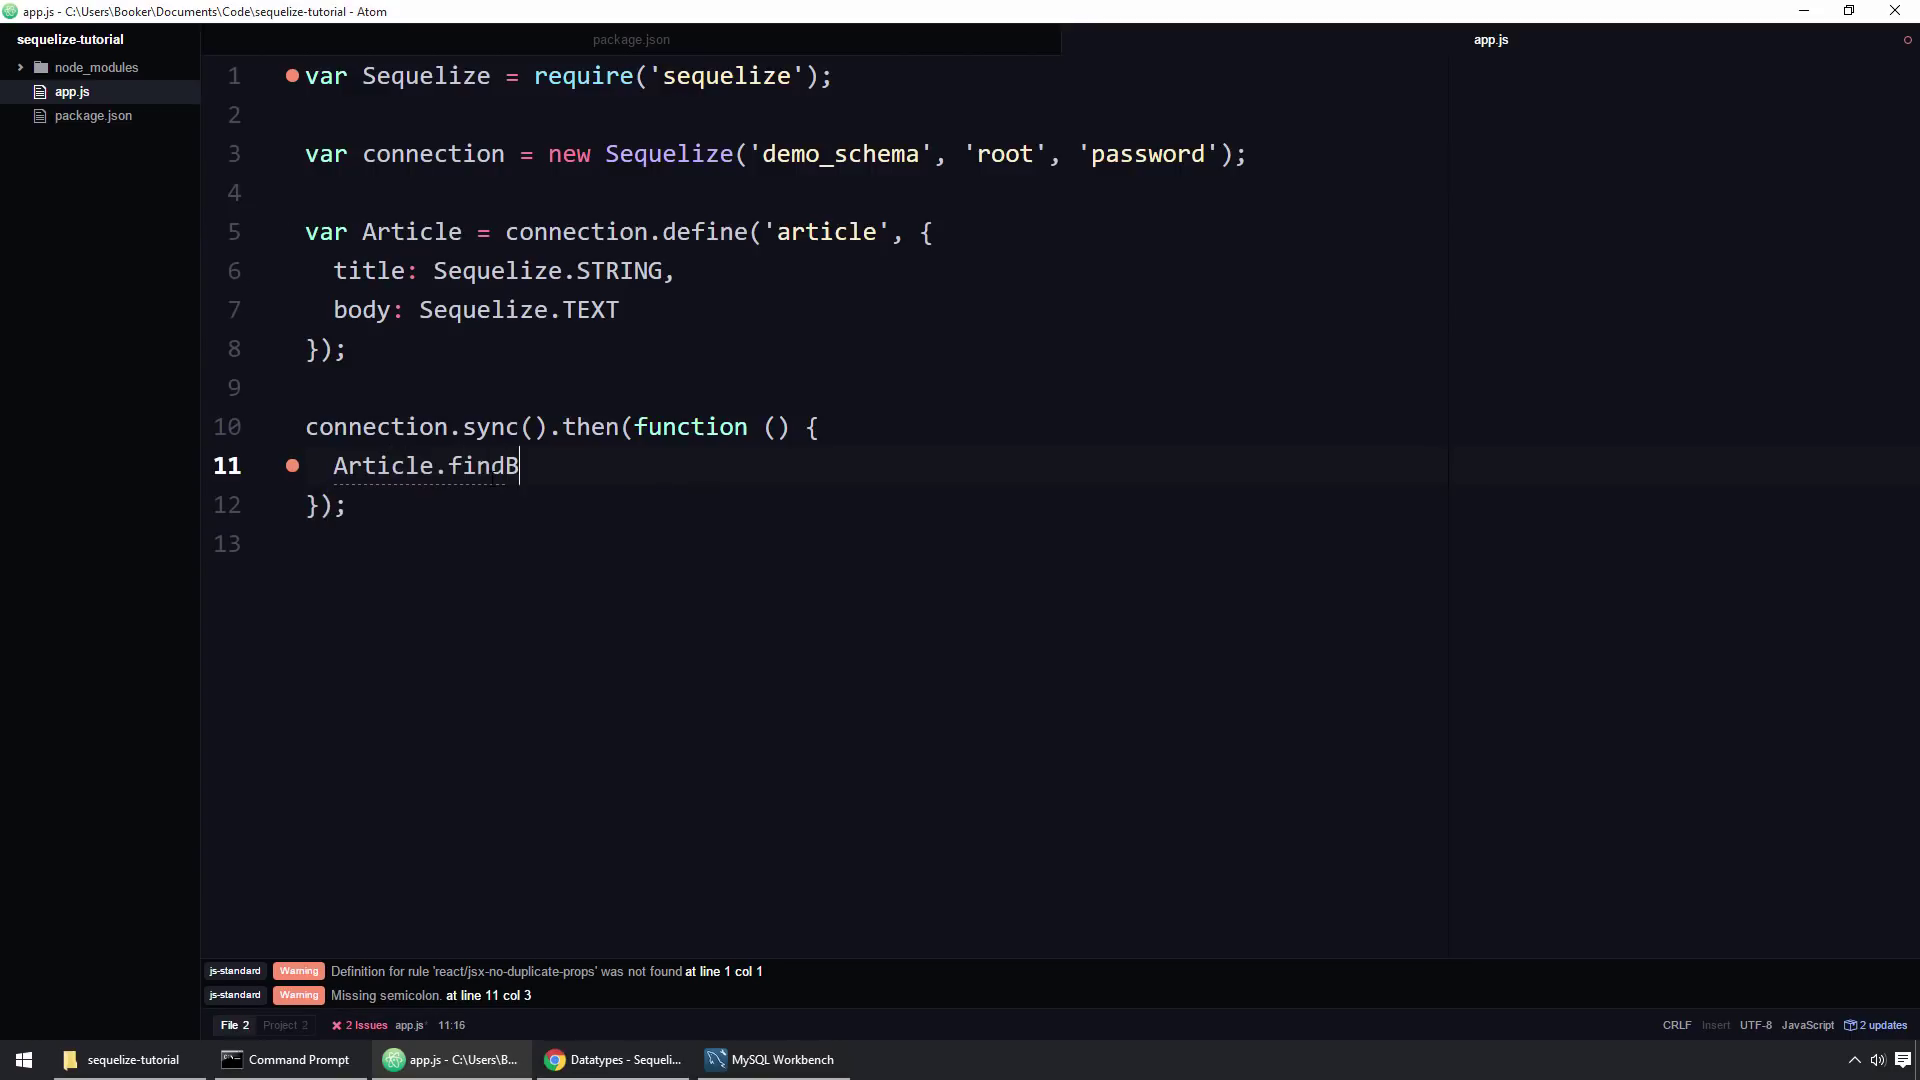 app.js - C:\Users\Booker\Documents\Code\sequelize-tutorial - Atom
sequelize-tutorial
node_modules
app.js
package.json
package.json
app.js
1 var Sequelize = require('sequelize');
2
3 var connection = new Sequelize('demo_schema', 'root', 'password');
4
5 var Article = connection.define('article', {
6 title: Sequelize.STRING,
7 body: Sequelize.TEXT
8 });
9
10 connection.sync().then(function () {
11 Article.findB
12 });
13
js-standard Warning Definition for rule 'react/jsx-no-duplicate-props' was not found at line 1 col 1
js-standard Warning Missing semicolon. at line 11 col 3
File 2 Project 2 2 Issues app.js* 11:16 CRLF Insert UTF-8 JavaScript 2 updates
sequelize-tutorial Command Prompt app.js - C:\Users\B... Datatypes - Sequeli... MySQL Workbench